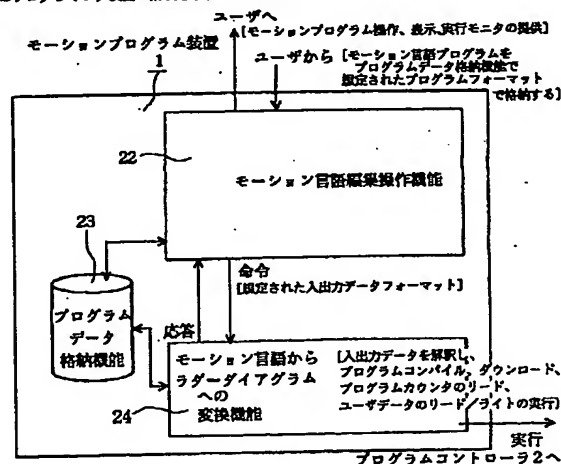 ユーザへ
[モーションプログラム操作、表示、実行モニタの提供]
モーションプログラム装置
1
ユーザから
[モーション言語プログラムを
プログラムデータ格納機能で
規定されたプログラムフォーマット
で格納する]
22
モーション言語編集操作機能
23
プログラム
データ
格納機能
命令
[規定された入出力データフォーマット]
応答
モーション言語から
ラダーダイアグラム
への
変換機能
24
[入出力データを解釈し、
プログラムコンパイル、ダウンロード、
プログラムカウンタのリード、
ユーザデータのリード/ライトの実行]
実行
プログラムコントローラ2へ